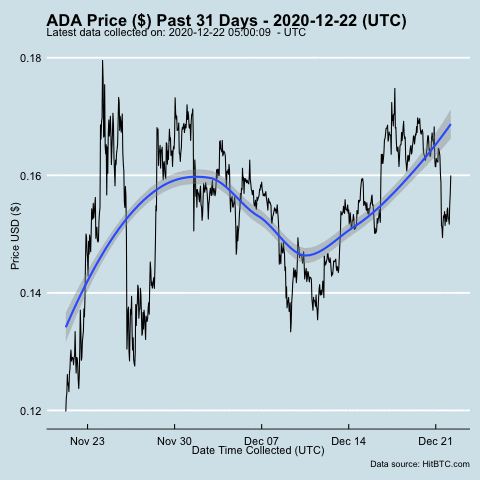 ADA Price ($) Past 31 Days - 2020-12-22 (UTC)
Latest data collected on: 2020-12-22 05:00:09 - UTC
0.18
0.16
0.14
0.12
Price USD ($)
Nov 23 Nov 30 Dec 07 Dec 14 Dec 21
Date Time Collected (UTC)
Data source: HitBTC.com